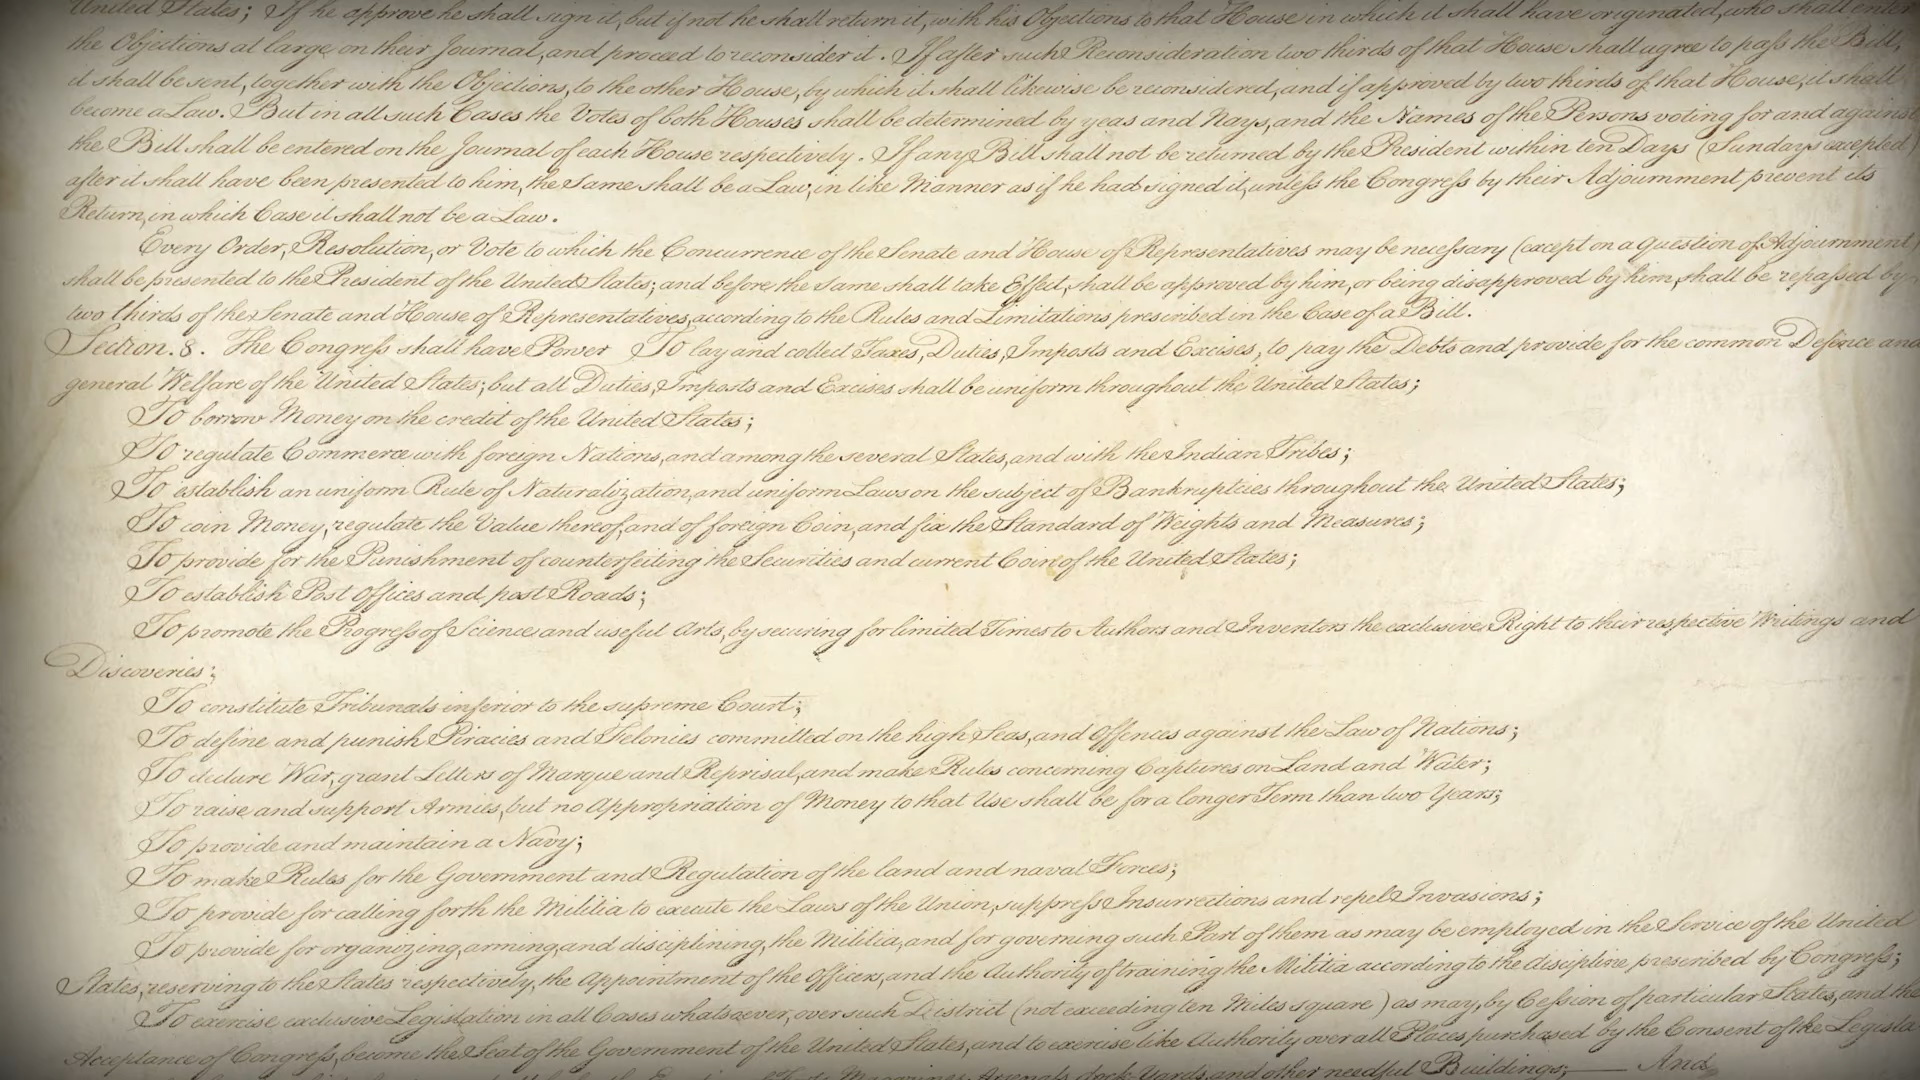 United States; If he approve he shall sign it, but if not he shall return it, with his Objections to that House in which it shall have originated, who shall enter
the Objections at large on their Journal, and proceed to reconsider it. If after such Reconsideration two thirds of that House shall agree to pass the Bill,
it shall be sent, together with the Objections, to the other House, by which it shall likewise be reconsidered, and if approved by two thirds of that House, it shall
become a Law. But in all such Cases the Votes of both Houses shall be determined by yeas and Nays, and the Names of the Persons voting for and against
the Bill shall be entered on the Journal of each House respectively. If any Bill shall not be returned by the President within ten Days (Sundays excepted)
after it shall have been presented to him, the Same shall be a Law, in like Manner as if he had signed it, unless the Congress by their Adjournment prevent its
Return, in which Case it shall not be a Law.
Every Order, Resolution, or Vote to which the Concurrence of the Senate and House of Representatives may be necessary (except on a question of Adjournment)
shall be presented to the President of the United States; and before the Same shall take Effect, shall be approved by him, or being disapproved by him, shall be repassed by
two thirds of the Senate and House of Representatives, according to the Rules and Limitations prescribed in the Case of a Bill.
Section. 8. The Congress shall have Power To lay and collect Taxes, Duties, Imposts and Excises, to pay the Debts and provide for the common Defence and
general Welfare of the United States; but all Duties, Imposts and Excises shall be uniform throughout the United States;
To borrow Money on the credit of the United States;
To regulate Commerce with foreign Nations, and among the several States, and with the Indian Tribes;
To establish an uniform Rule of Naturalization, and uniform Laws on the subject of Bankruptcies throughout the United States;
To coin Money, regulate the Value thereof, and of foreign Coin, and fix the Standard of Weights and Measures;
To provide for the Punishment of counterfeiting the Securities and current Coin of the United States;
To establish Post Offices and post Roads;
To promote the Progress of Science and useful Arts, by securing for limited Times to Authors and Inventors the exclusive Right to their respective Writings and
Discoveries;
To constitute Tribunals inferior to the supreme Court;
To define and punish Piracies and Felonies committed on the high Seas, and Offences against the Law of Nations;
To declare War, grant Letters of Marque and Reprisal, and make Rules concerning Captures on Land and Water;
To raise and support Armies, but no Appropriation of Money to that Use shall be for a longer Term than two Years;
To provide and maintain a Navy;
To make Rules for the Government and Regulation of the land and naval Forces;
To provide for calling forth the Militia to execute the Laws of the Union, suppress Insurrections and repel Invasions;
To provide for organizing, arming, and disciplining, the Militia, and for governing such Part of them as may be employed in the Service of the United
States, reserving to the States respectively, the Appointment of the Officers, and the Authority of training the Militia according to the discipline prescribed by Congress;
To exercise exclusive Legislation in all Cases whatsoever, over such District (not exceeding ten Miles square) as may, by Cession of particular States, and the
Acceptance of Congress, become the Seat of the Government of the United States, and to exercise like Authority over all Places purchased by the Consent of the Legisla
Magazines, Arsenals, dock-Yards, and other needful Buildings; — And